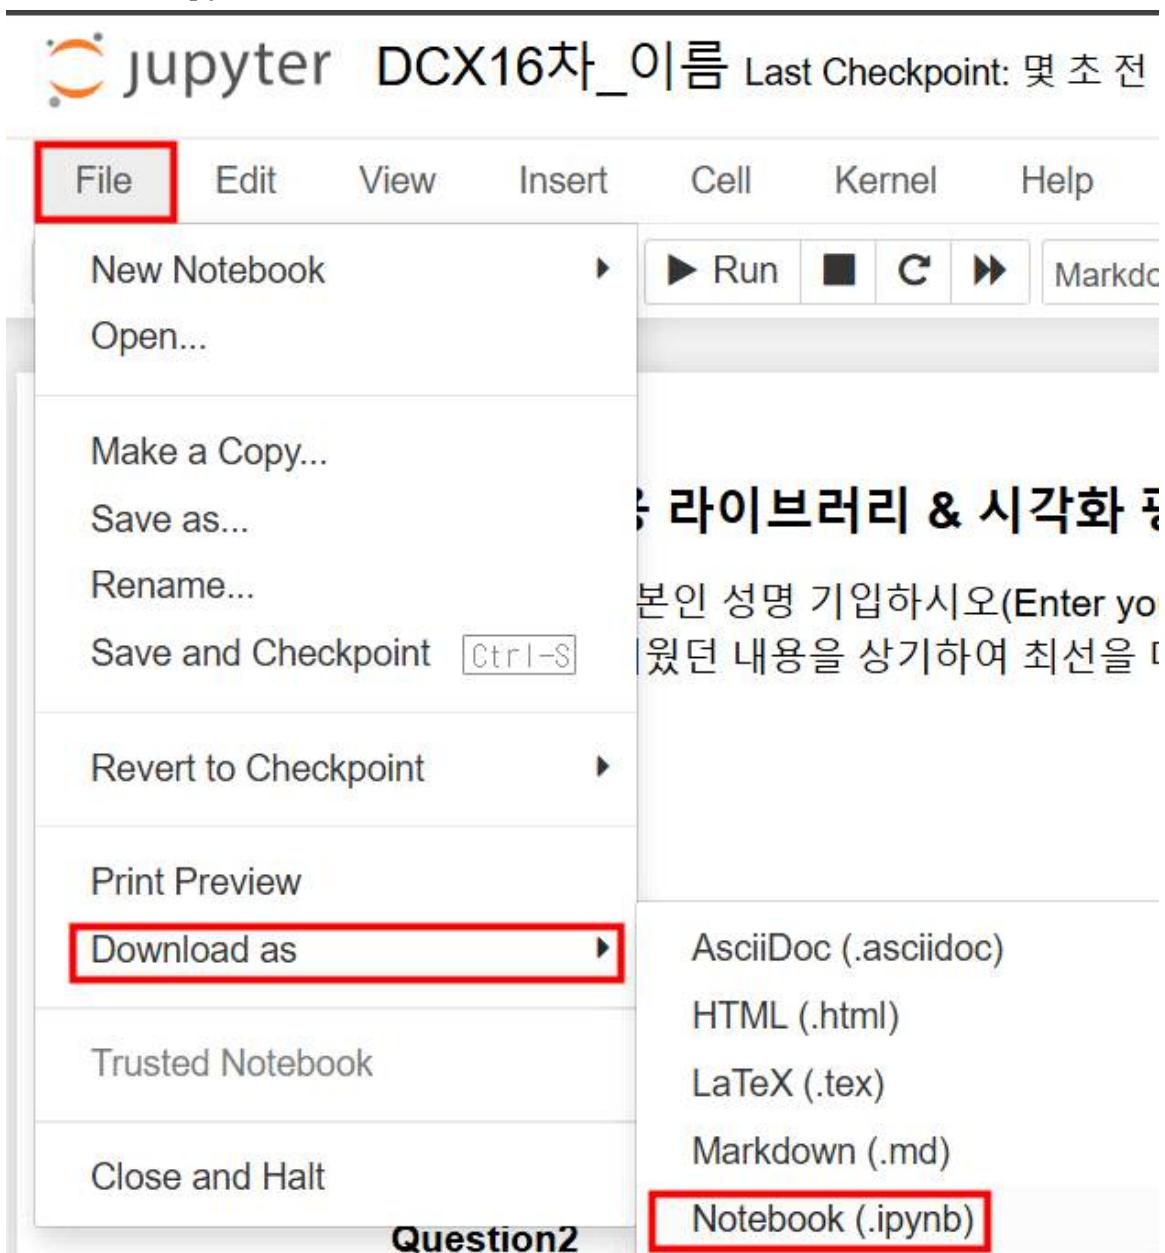 jupyter DCX16차_이름 Last Checkpoint: 몇 초 전
File Edit View Insert Cell Kernel Help
New Notebook
Run
Open...
Make a Copy...
Save as...
라이브러리 & 시각화
Rename...
본인 성명 기입하시오(Enter
Save and Checkpoint Ctrl-S
내용을 상기하여 최선을
Revert to Checkpoint
Print Preview
Download as
AsciiDoc (.asciidoc)
HTML (.html)
Trusted Notebook
LaTeX (.tex)
Markdown (.md)
Close and Halt
Notebook (.ipynb)
Question2